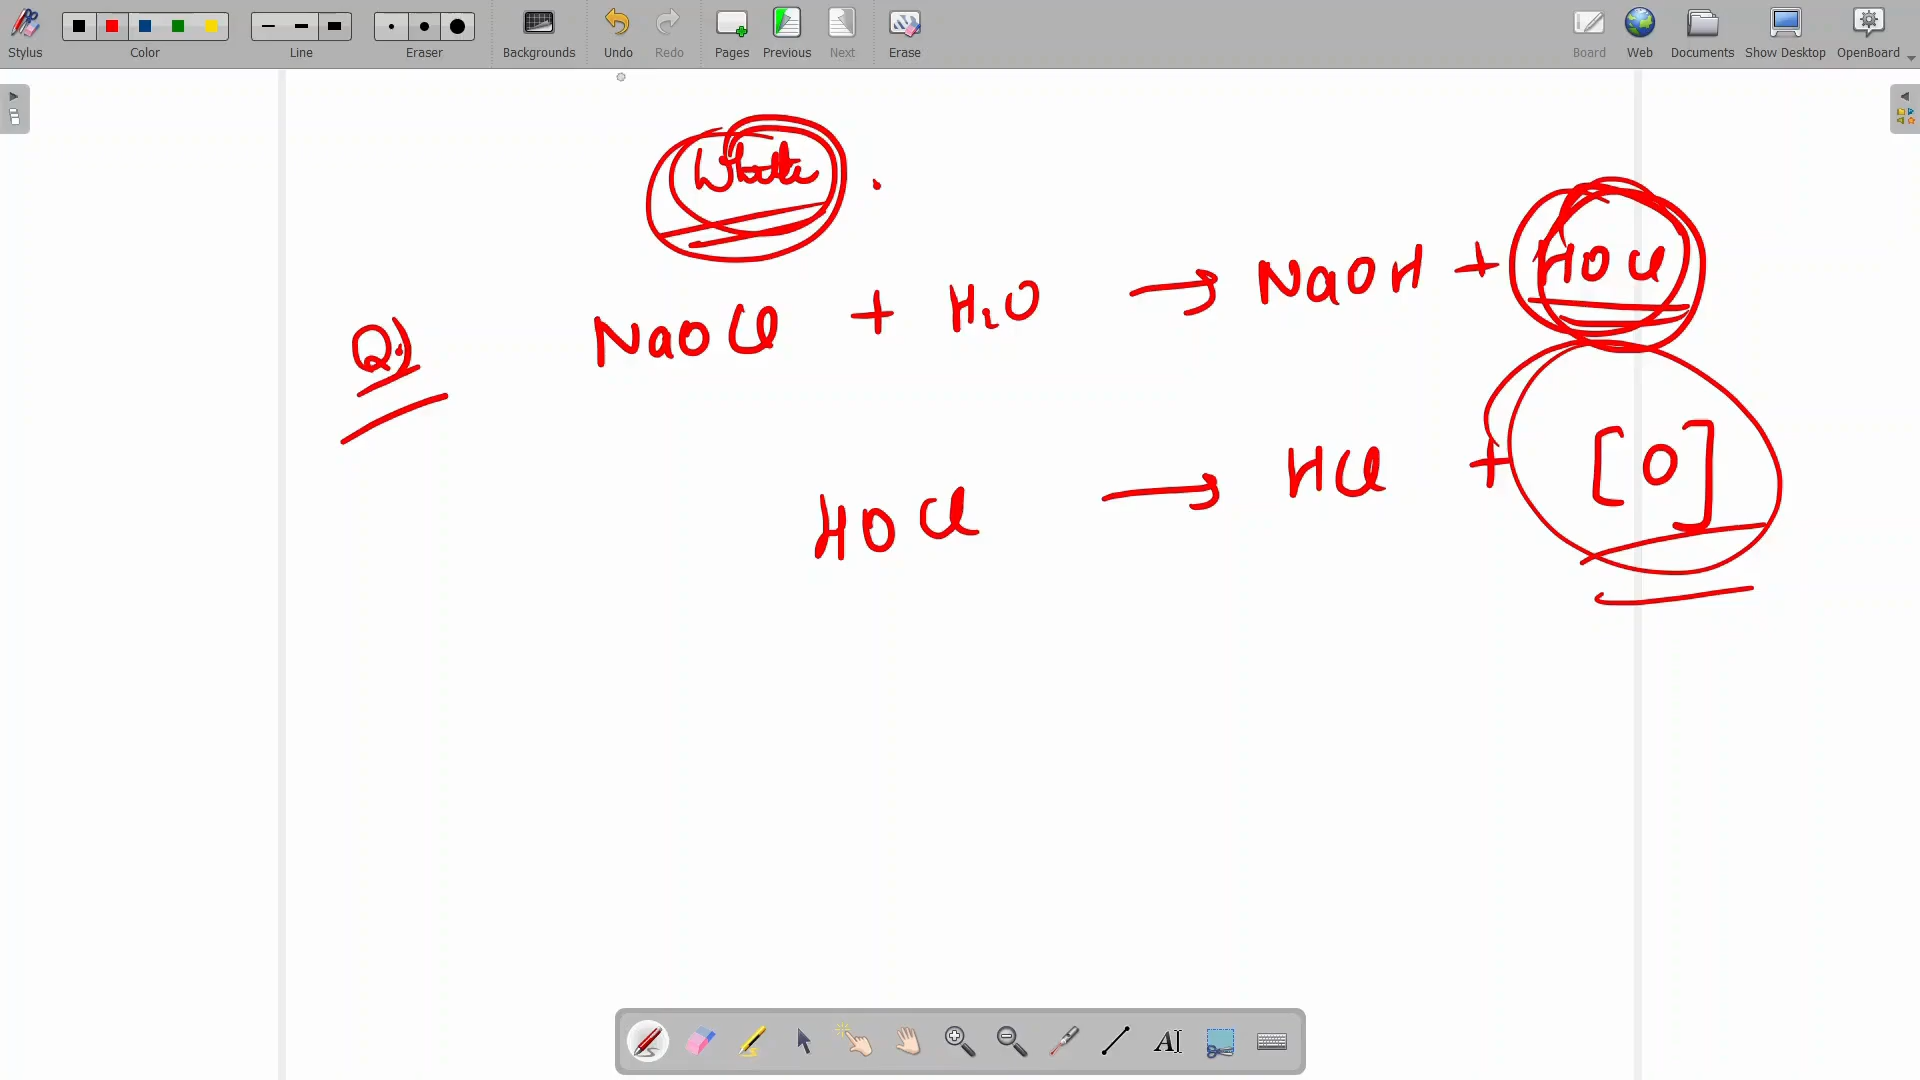 Stylus Color Line Eraser Backgrounds Undo Redo Pages Previous Next Erase Board Web Documents Show Desktop OpenBoard
White .
Q.) NaOCl + H₂O → NaOH + HOCl
HOCl → HCl + [O]
AI